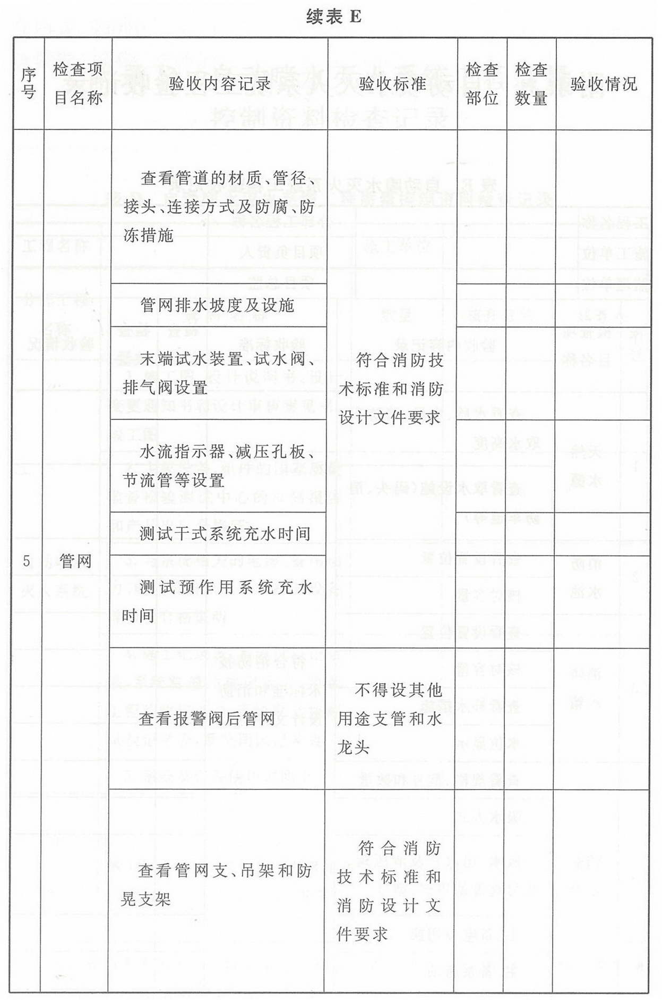 续表 E
序号
检查项目名称
验收内容记录
验收标准
检查部位
检查数量
验收情况
5
管网
查看管道的材质、管径、
接头、连接方式及防腐、防
冻措施
管网排水坡度及设施
末端试水装置、试水阀、
排气阀设置
水流指示器、减压孔板、
节流管等设置
测试干式系统充水时间
测试预作用系统充水
时间
符合消防技
术标准和消防
设计文件要求
查看报警阀后管网
不得设其他
用途支管和水
龙头
查看管网支、吊架和防
晃支架
符合消防
技术标准和
消防设计文
件要求